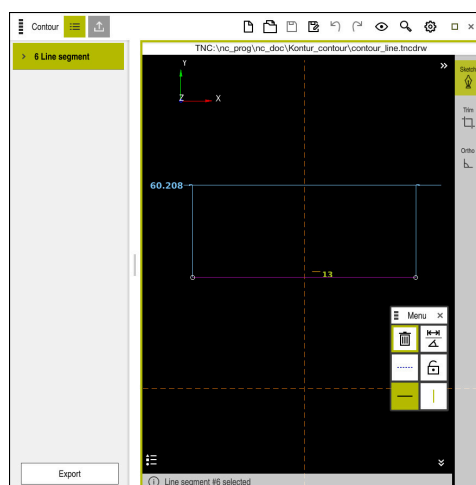 Contour
TNC:\nc_prog\nc_doc\Kontur_contour\contour_line.tncdrw
6 Line segment
Y
Z
X
Sketch
Trim
Ortho
60.208
13
Menu
Export
Line segment #6 selected